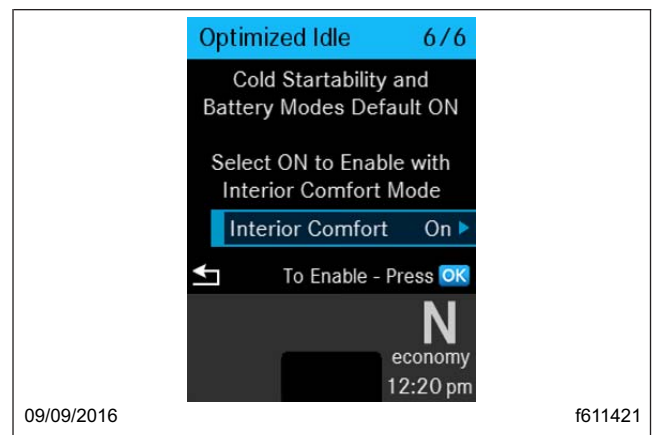 Optimized Idle 6/6
Cold Startability and
Battery Modes Default ON
Select ON to Enable with
Interior Comfort Mode
Interior Comfort On
To Enable - Press OK
N
economy
12:20 pm
09/09/2016 f611421